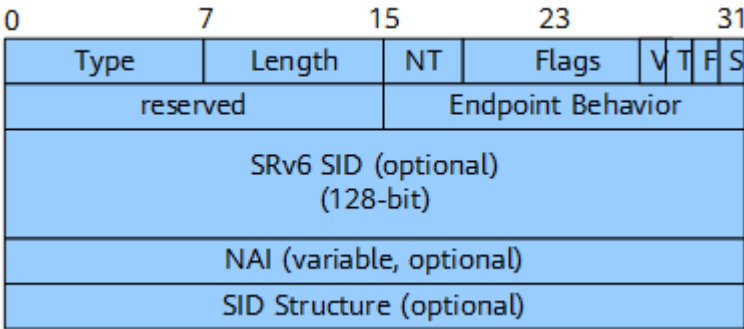 0 7 15 23 31
Type Length NT Flags V T F S
reserved Endpoint Behavior
SRv6 SID (optional)
(128-bit)
NAI (variable, optional)
SID Structure (optional)